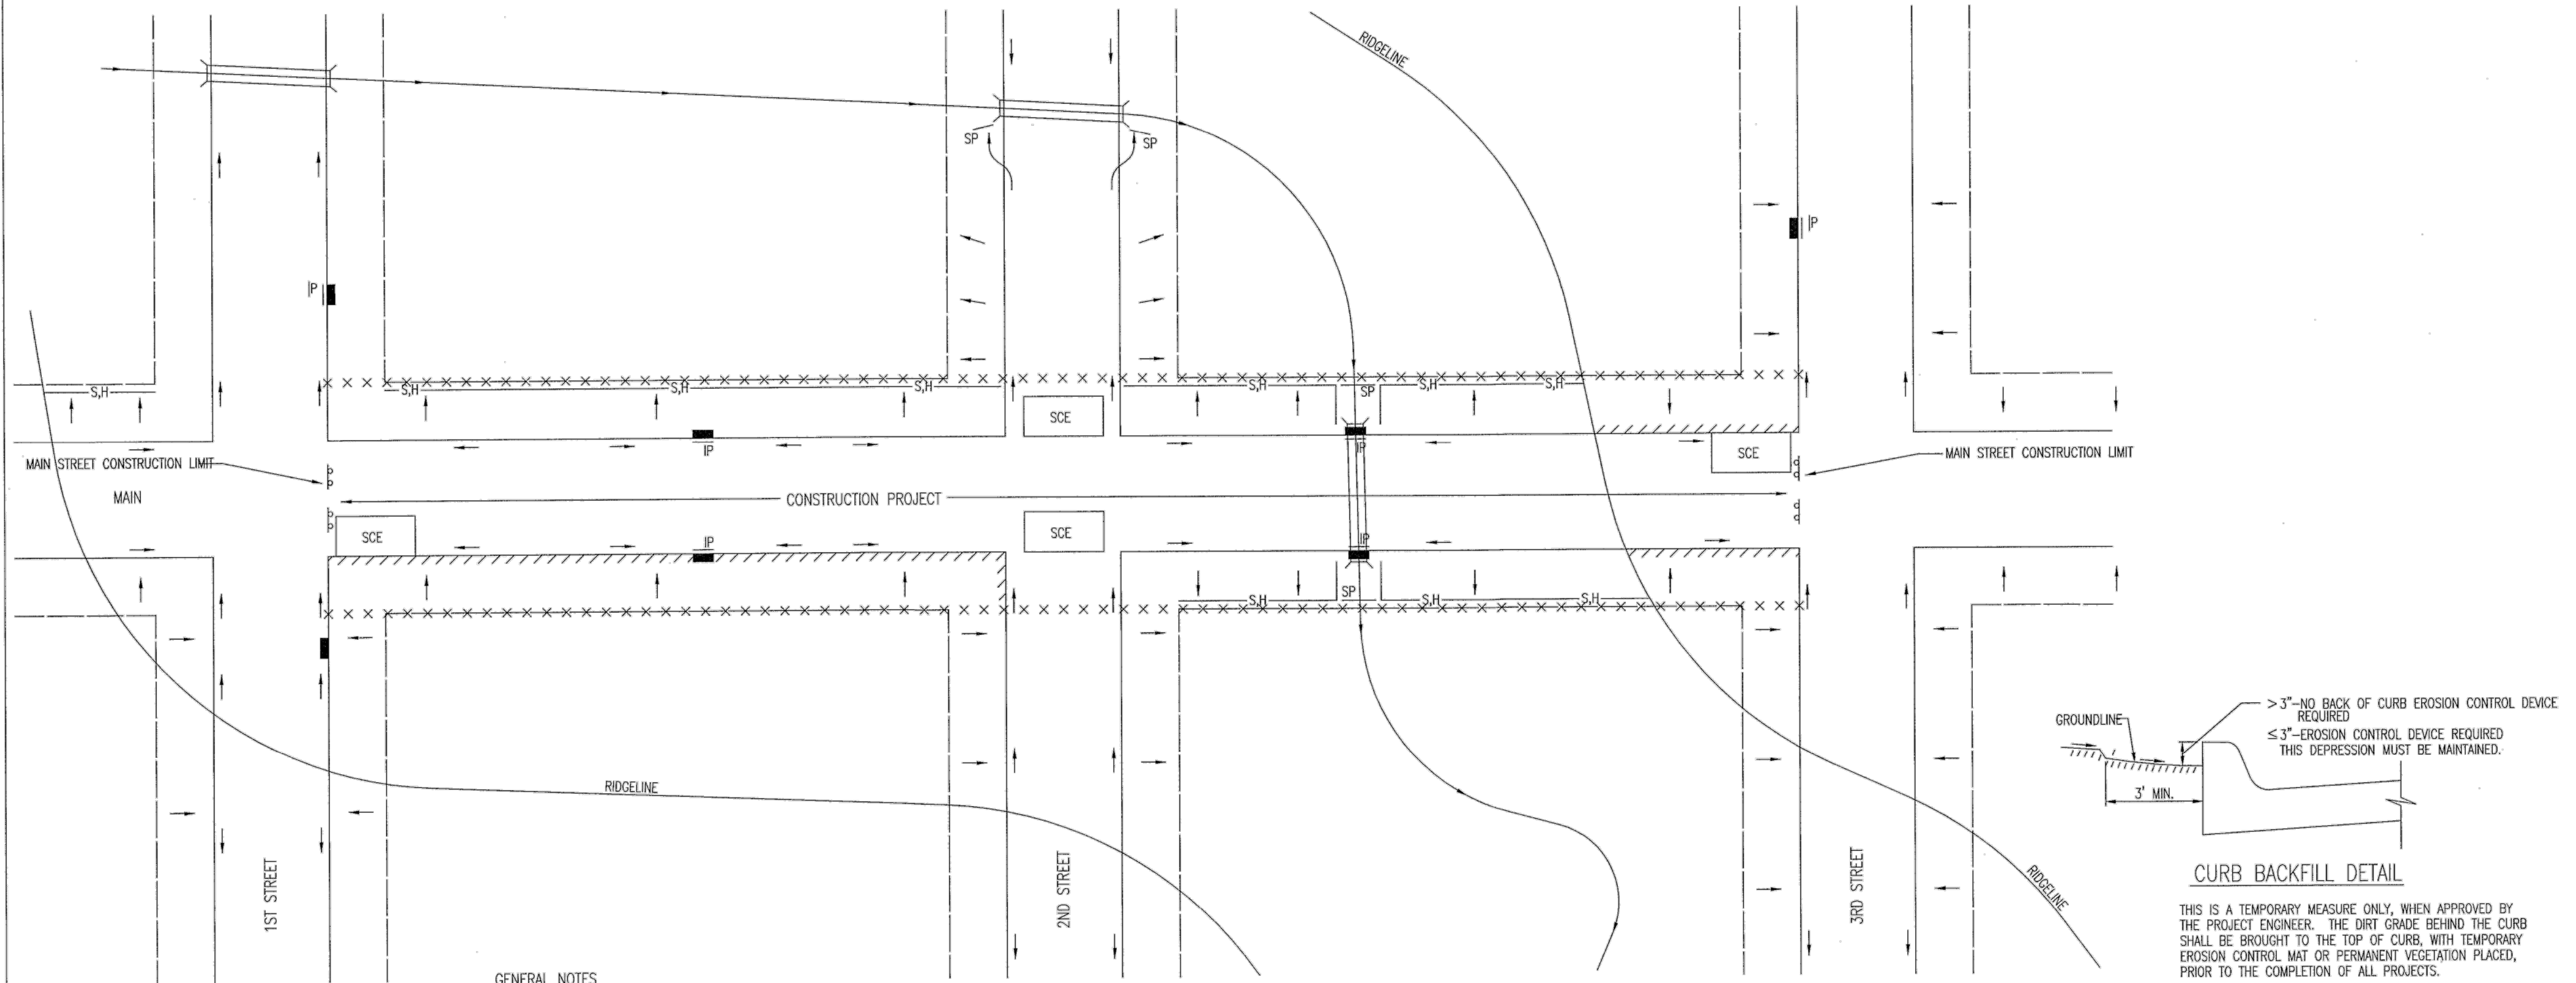 RIDGELINE
SP
SP
IP
IP
S,H
S,H
S,H
S,H
S,H
SP
S,H
S,H
SCE
IP
IP
SCE
MAIN STREET CONSTRUCTION LIMIT
MAIN STREET CONSTRUCTION LIMIT
MAIN
CONSTRUCTION PROJECT
SCE
SCE
IP
IP
S,H
SP
S,H
S,H
RIDGELINE
1ST STREET
2ND STREET
3RD STREET
RIDGELINE
GROUNDLINE
>3"-NO BACK OF CURB EROSION CONTROL DEVICE
REQUIRED
≤3"-EROSION CONTROL DEVICE REQUIRED
THIS DEPRESSION MUST BE MAINTAINED.
3' MIN.
CURB BACKFILL DETAIL
THIS IS A TEMPORARY MEASURE ONLY, WHEN APPROVED BY
THE PROJECT ENGINEER. THE DIRT GRADE BEHIND THE CURB
SHALL BE BROUGHT TO THE TOP OF CURB, WITH TEMPORARY
EROSION CONTROL MAT OR PERMANENT VEGETATION PLACED,
PRIOR TO THE COMPLETION OF ALL PROJECTS.
GENERAL NOTES